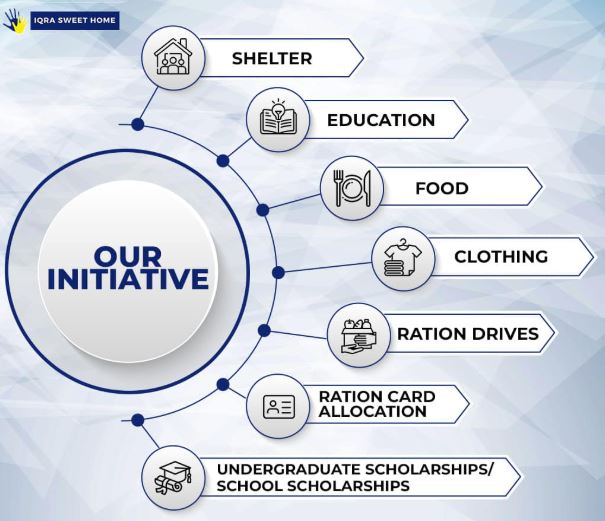 IQRA SWEET HOME
SHELTER
EDUCATION
FOOD
CLOTHING
OUR
INITIATIVE
RATION DRIVES
RATION CARD
ALLOCATION
UNDERGRADUATE SCHOLARSHIPS/
SCHOOL SCHOLARSHIPS